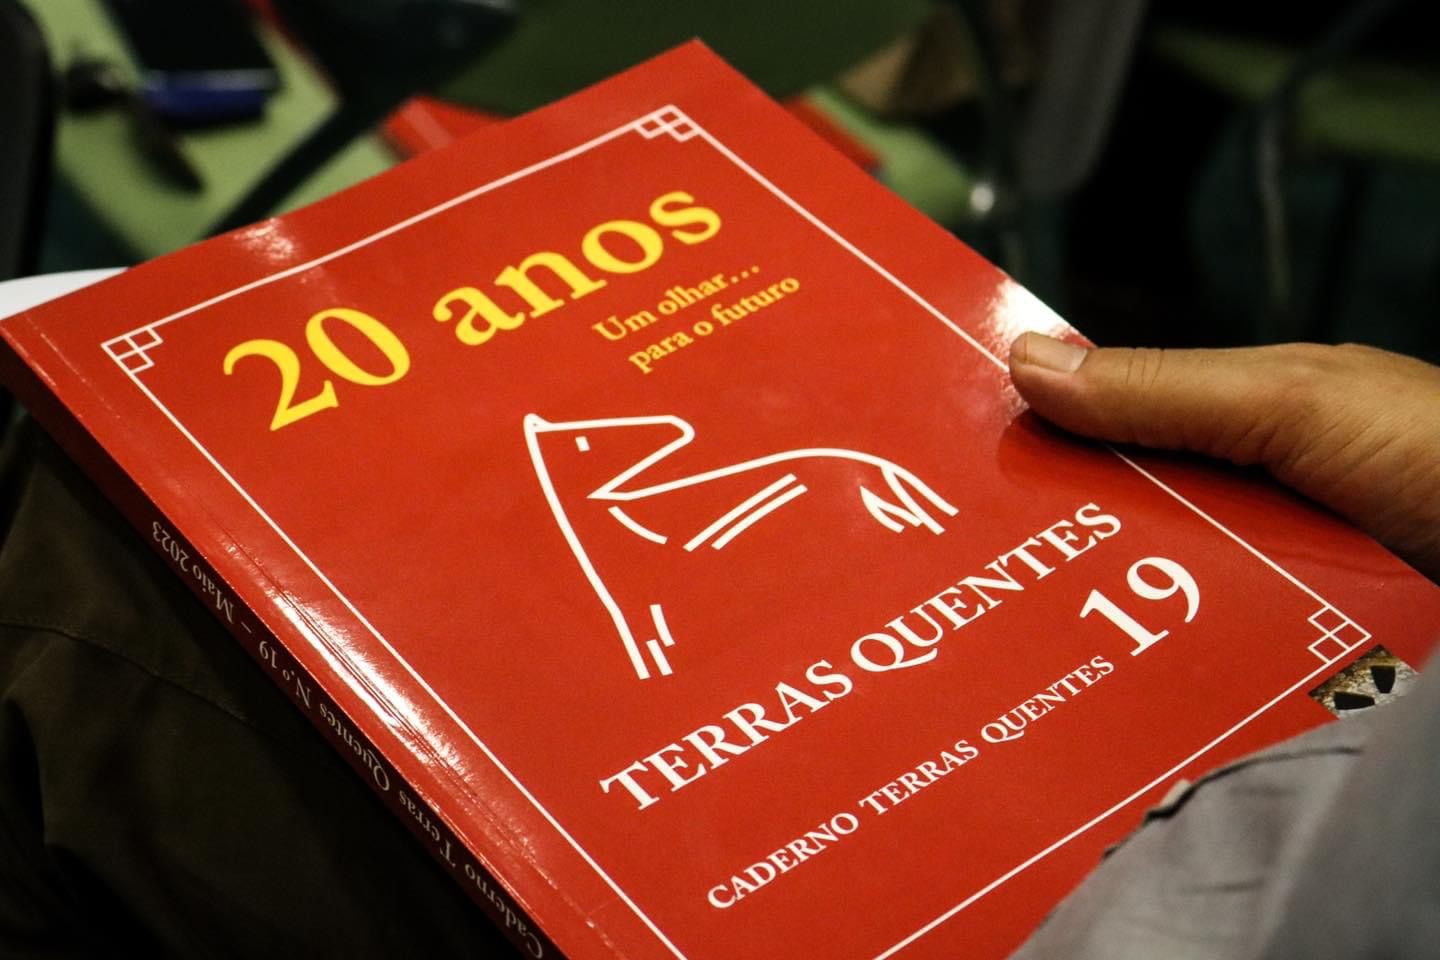 20 anos
Um olhar...
para o futuro
TERRAS QUENTES
CADERNO TERRAS QUENTES 19
Caderno Terras Quentes N.º 19 – Maio 2023